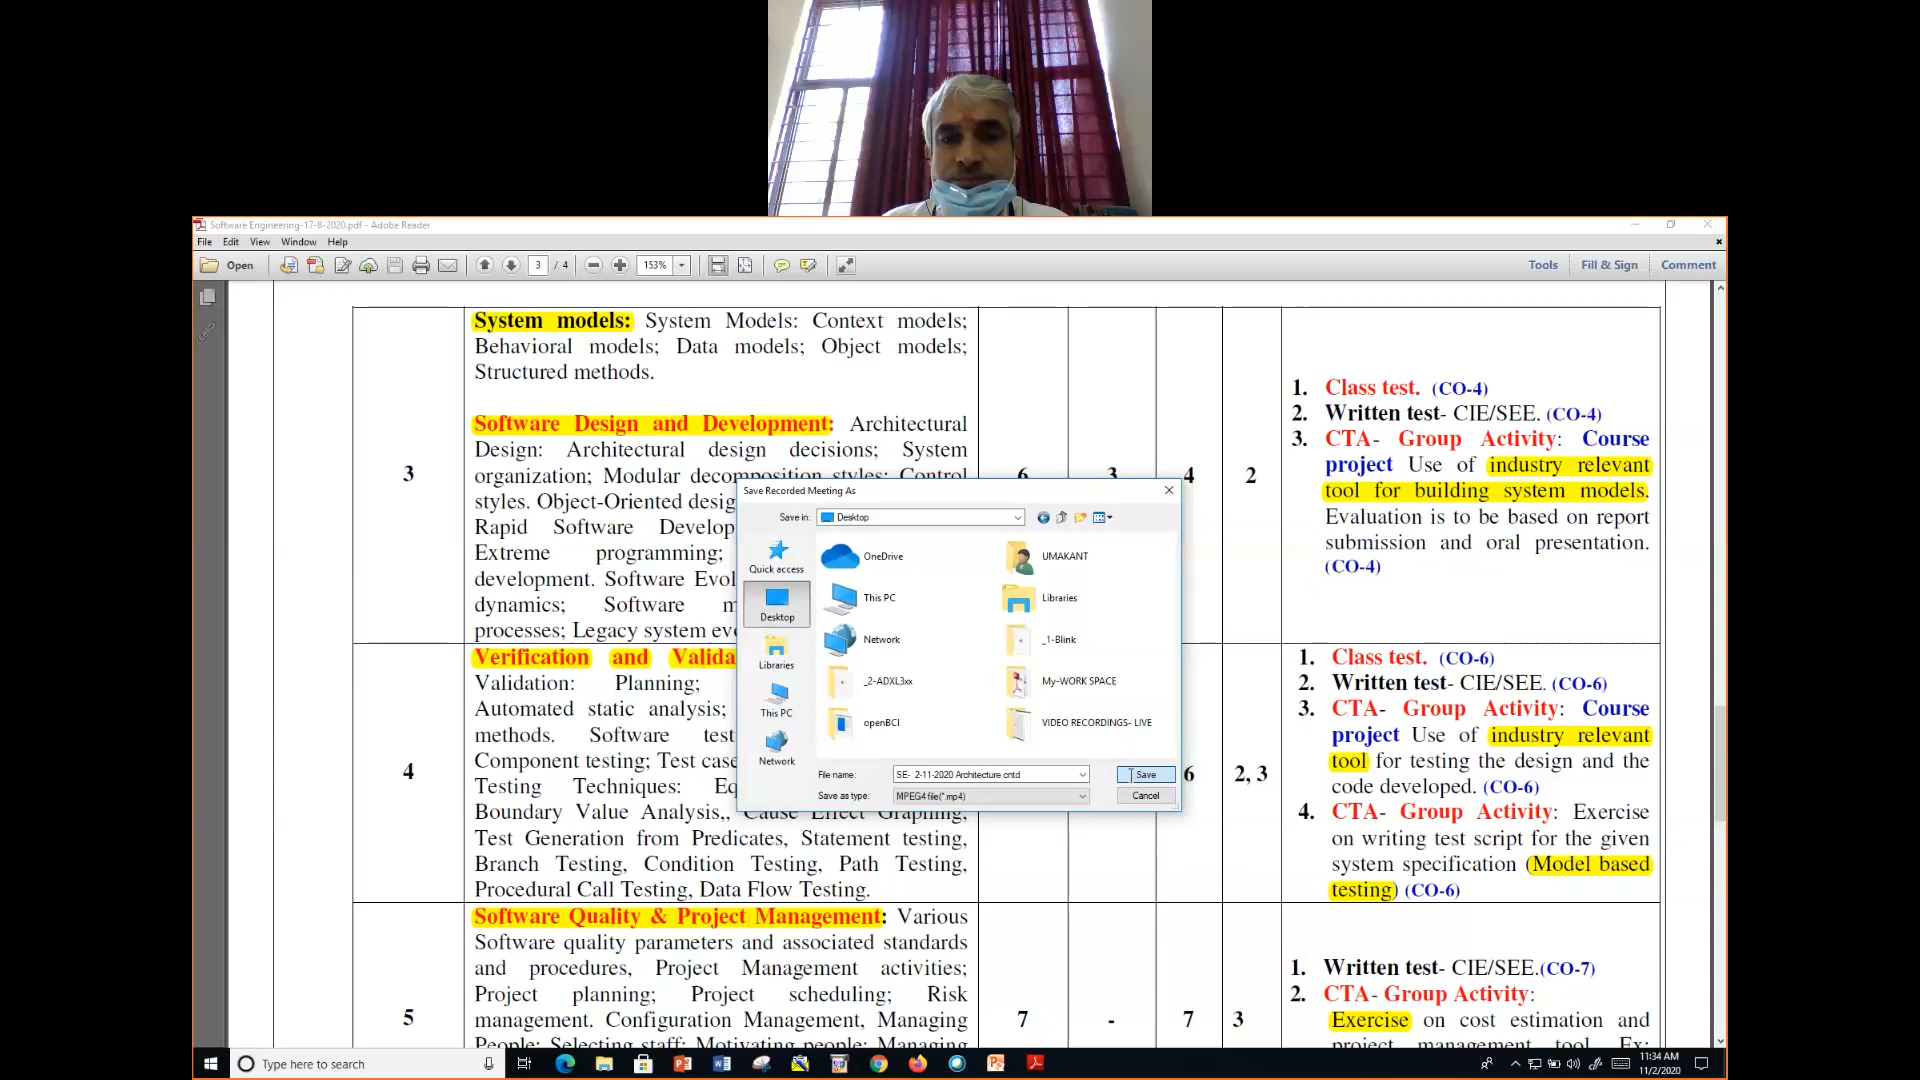 Software Engineering-17-8-2020.pdf - Adobe Reader
File Edit View Window Help
Open 3 / 4 153% Tools Fill & Sign Comment
3
System models: System Models: Context models;
Behavioral models; Data models; Object models;
Structured methods.
Software Design and Development: Architectural
Design: Architectural design decisions; System
organization; Modular decomposition styles; Control
styles. Object-Oriented desig
Rapid Software Develop
Extreme programming;
development. Software Evol
dynamics; Software m
processes; Legacy system evo
6 3 4 2
1. Class test. (CO-4)
2. Written test- CIE/SEE. (CO-4)
3. CTA- Group Activity: Course
project Use of industry relevant
tool for building system models.
Evaluation is to be based on report
submission and oral presentation.
(CO-4)
Save Recorded Meeting As
Save in: Desktop
Quick access
Desktop
Libraries
This PC
Network
OneDrive
UMAKANT
This PC
Libraries
Network
_1-Blink
_2-ADXL3xx
My-WORK SPACE
openBCI
VIDEO RECORDINGS- LIVE
File name: SE- 2-11-2020 Architecture cntd Save
Save as type: MPEG4 file(*.mp4) Cancel
4
Verification and Valida
Validation: Planning;
Automated static analysis;
methods. Software test
Component testing; Test case
Testing Techniques: Eq
Boundary Value Analysis,, Cause Effect Graphing,
Test Generation from Predicates, Statement testing,
Branch Testing, Condition Testing, Path Testing,
Procedural Call Testing, Data Flow Testing.
6 2, 3
1. Class test. (CO-6)
2. Written test- CIE/SEE. (CO-6)
3. CTA- Group Activity: Course
project Use of industry relevant
tool for testing the design and the
code developed. (CO-6)
4. CTA- Group Activity: Exercise
on writing test script for the given
system specification (Model based
testing) (CO-6)
5
Software Quality & Project Management: Various
Software quality parameters and associated standards
and procedures, Project Management activities;
Project planning; Project scheduling; Risk
management. Configuration Management, Managing
People: Selecting staff; Motivating people; Managing
7 - 7 3
1. Written test- CIE/SEE.(CO-7)
2. CTA- Group Activity:
Exercise on cost estimation and
project management tool. Ex:
Type here to search
11:34 AM
11/2/2020